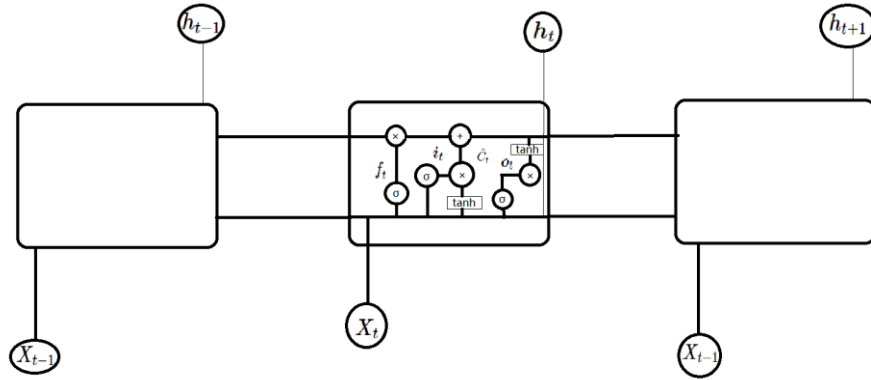 h_{t-1}
h_t
h_{t+1}
×
+
tanh
i_t
Ĉ_t
f_t
σ
×
o_t
×
σ
tanh
σ
X_t
X_{t-1}
X_{t-1}